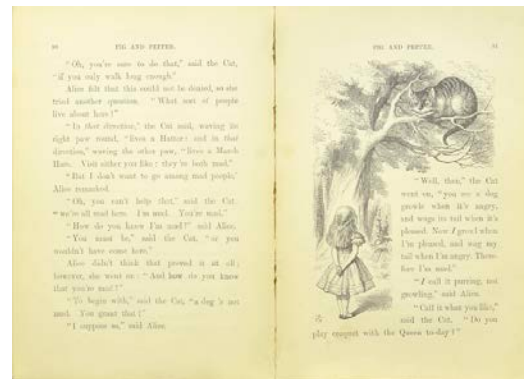 90 PIG AND PEPPER.
"Oh, you're sure to do that," said the Cat,
"if you only walk long enough."
Alice felt that this could not be denied, so she
tried another question. "What sort of people
live about here?"
"In that direction," the Cat said, waving its
right paw round, "lives a Hatter: and in that
direction," waving the other paw, "lives a March
Hare. Visit either you like: they're both mad."
"But I don't want to go among mad people,"
Alice remarked.
"Oh, you can't help that," said the Cat:
"we're all mad here. I'm mad. You're mad."
"How do you know I'm mad?" said Alice.
"You must be," said the Cat, "or you
wouldn't have come here."
Alice didn't think that proved it at all;
however, she went on: "And how do you know
that you're mad?"
"To begin with," said the Cat, "a dog's not
mad. You grant that?"
"I suppose so," said Alice.
PIG AND PEPPER. 91
"Well, then," the Cat
went on, "you see a dog
growls when it's angry,
and wags its tail when it's
pleased. Now I growl when
I'm pleased, and wag my
tail when I'm angry. There-
fore I'm mad."
"I call it purring, not
growling," said Alice.
"Call it what you like,"
said the Cat. "Do you
play croquet with the Queen to-day?"